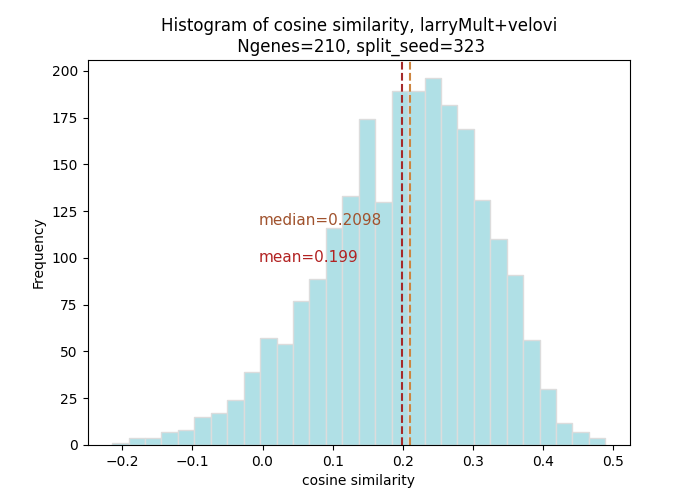 Histogram of cosine similarity, larryMult+velovi
Ngenes=210, split_seed=323
200
175
150
125
100
75
50
25
0
Frequency
median=0.2098
mean=0.199
−0.2
−0.1
0.0
0.1
0.2
0.3
0.4
0.5
cosine similarity